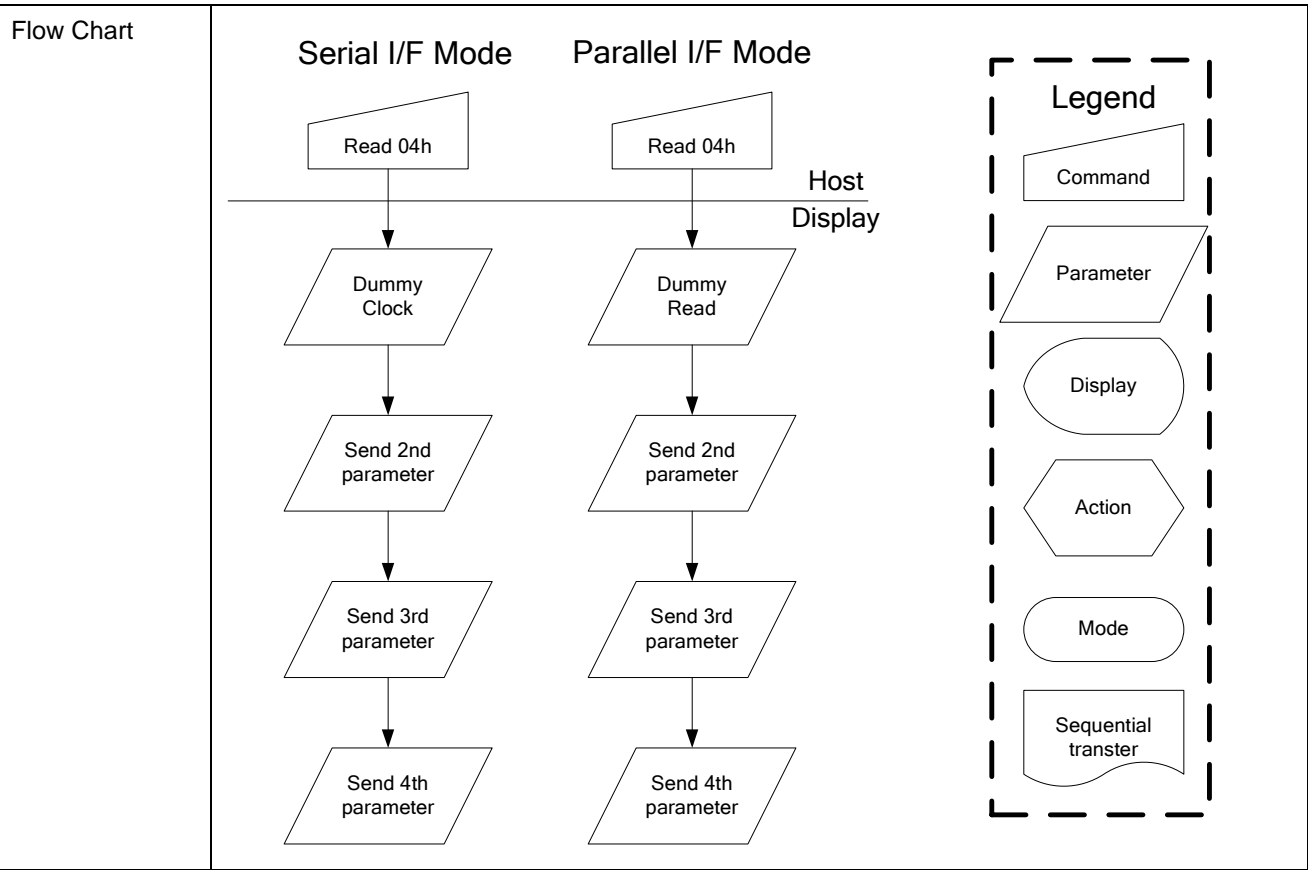 Flow Chart
Serial I/F Mode
Parallel I/F Mode
Read 04h
Read 04h
Host
Display
Dummy
Clock
Dummy
Read
Send 2nd
parameter
Send 2nd
parameter
Send 3rd
parameter
Send 3rd
parameter
Send 4th
parameter
Send 4th
parameter
Legend
Command
Parameter
Display
Action
Mode
Sequential
transter